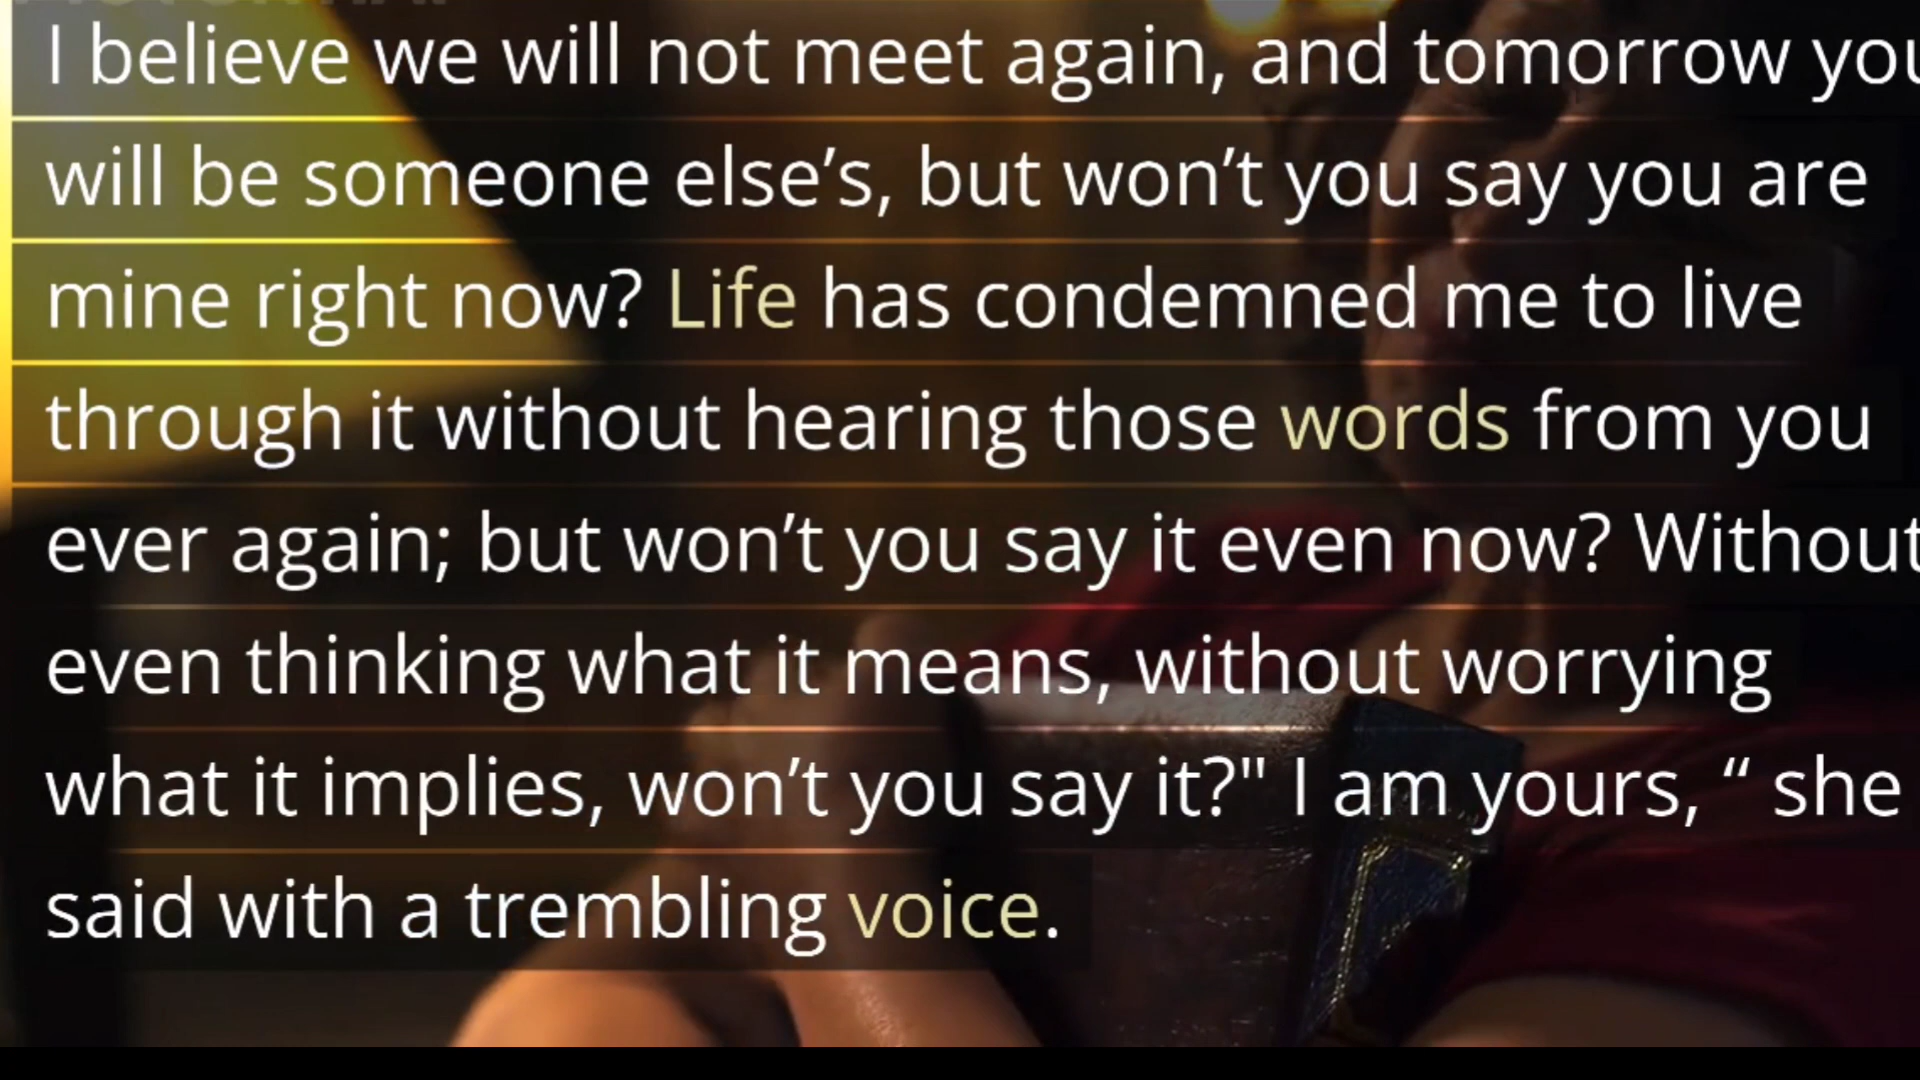 I believe we will not meet again, and tomorrow you
will be someone else’s, but won’t you say you are
mine right now? Life has condemned me to live
through it without hearing those words from you
ever again; but won’t you say it even now? Without
even thinking what it means, without worrying
what it implies, won’t you say it?" I am yours, “ she
said with a trembling voice.